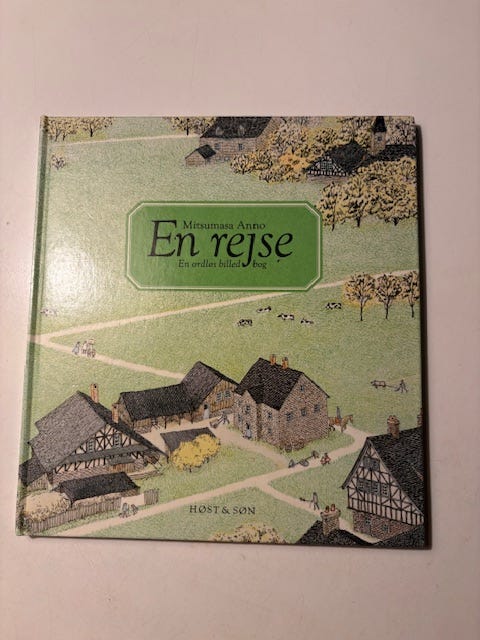 Mitsumasa Anno
En rejse
En ordløs billedbog
HØST & SØN